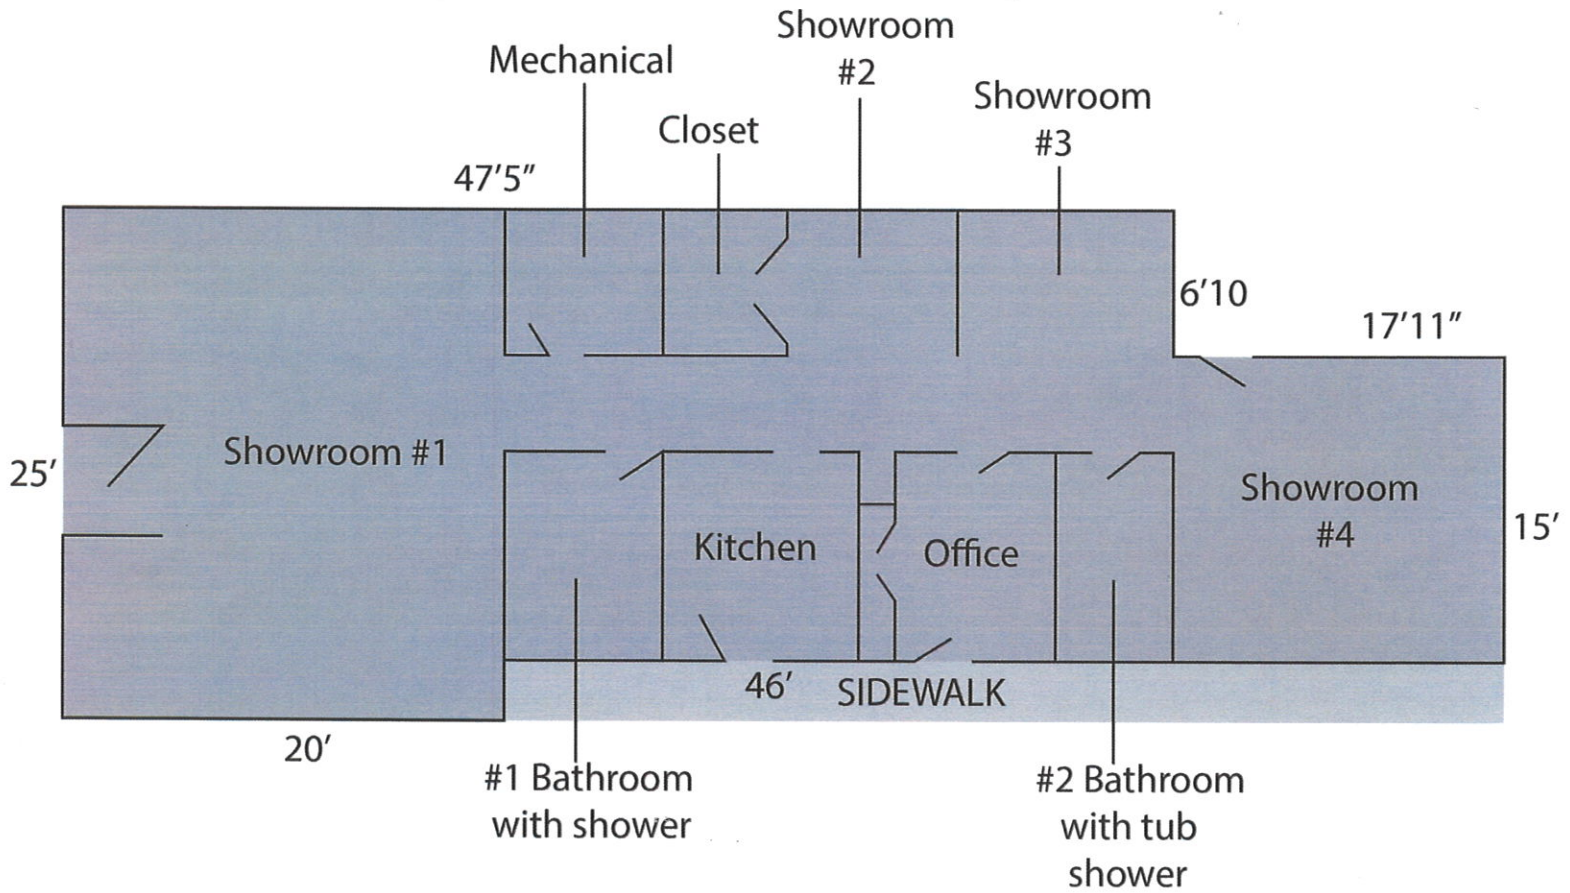 Showroom
#2
Mechanical
Showroom
#3
Closet
47'5"
6'10
17'11"
Showroom #1
25'
Showroom
#4
15'
Kitchen
Office
46'
SIDEWALK
20'
#1 Bathroom
with shower
#2 Bathroom
with tub
shower